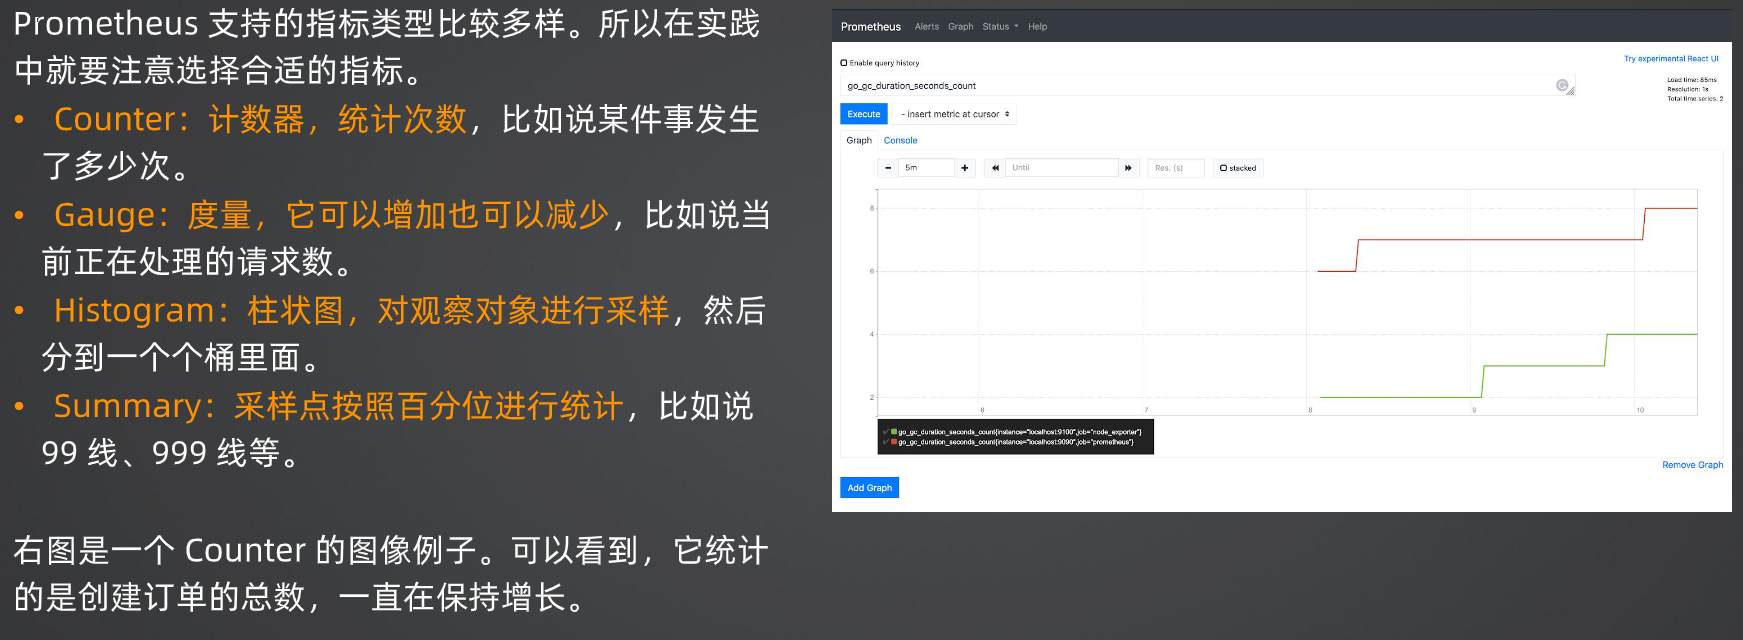 Prometheus 支持的指标类型比较多样。所以在实践
中就要注意选择合适的指标。
• Counter：计数器，统计次数，比如说某件事发生
了多少次。
• Gauge：度量，它可以增加也可以减少，比如说当
前正在处理的请求数。
• Histogram：柱状图，对观察对象进行采样，然后
分到一个个桶里面。
• Summary：采样点按照百分位进行统计，比如说
99 线、999 线等。
右图是一个 Counter 的图像例子。可以看到，它统计
的是创建订单的总数，一直在保持增长。
Prometheus Alerts Graph Status Help
Try experimental React UI
Enable query history
Load time: 85ms
Resolution: 1s
Total time series: 2
go_gc_duration_seconds_count
Execute - insert metric at cursor
Graph Console
− 5m + Until Res. (s) stacked
8
6
4
2
6 7 8 9 10
go_gc_duration_seconds_count{instance="localhost:9100",job="node_exporter"}
go_gc_duration_seconds_count{instance="localhost:9090",job="prometheus"}
Remove Graph
Add Graph